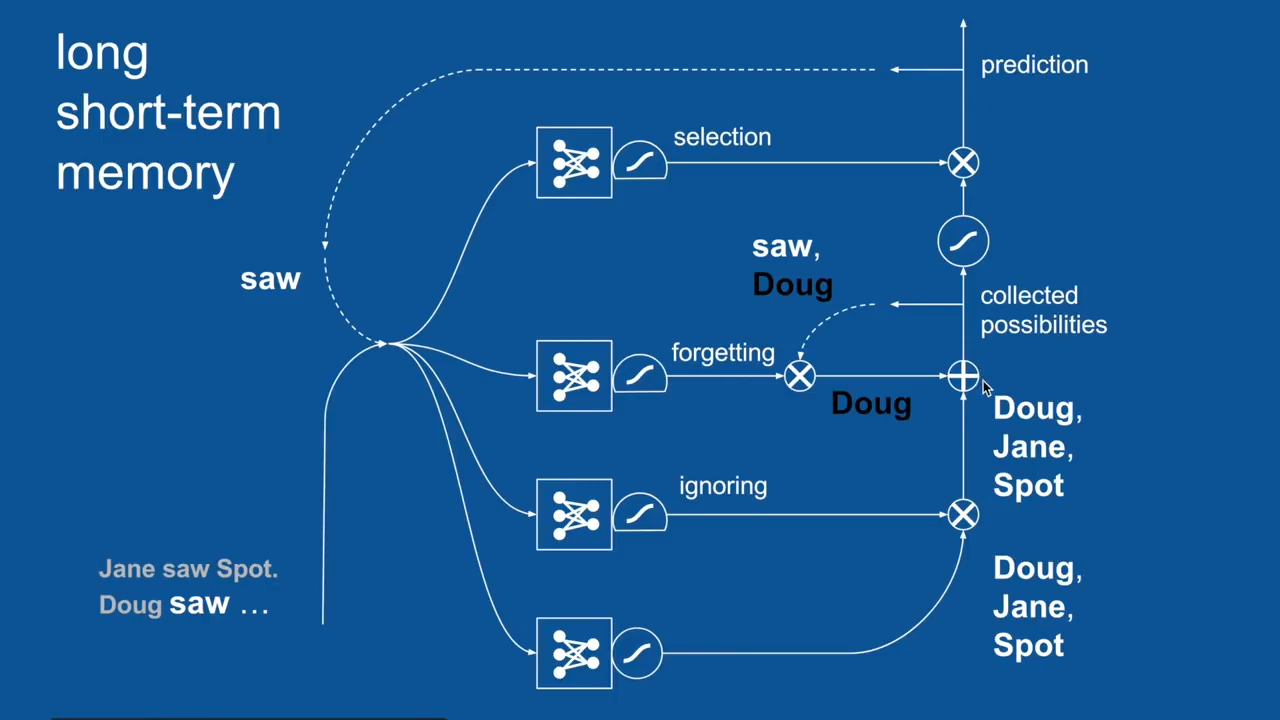 long
short-term
memory
prediction
selection
saw,
Doug
saw
collected
possibilities
forgetting
Doug
Doug,
Jane,
Spot
ignoring
Jane saw Spot.
Doug saw ...
Doug,
Jane,
Spot